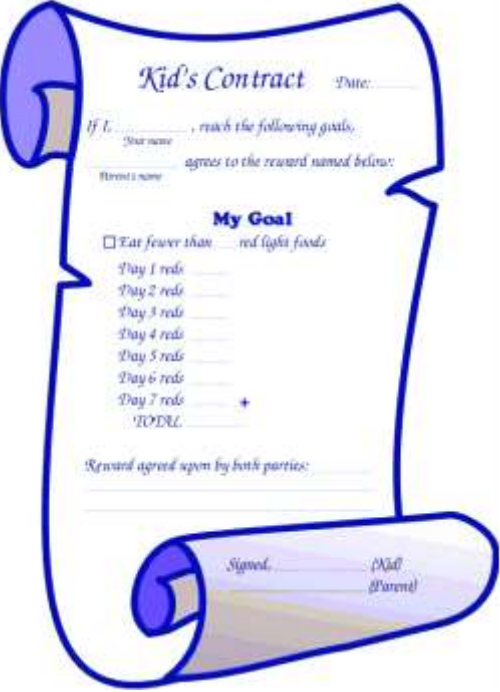 Kid's Contract Date:
If I, , reach the following goals,
Your name
agrees to the reward named below:
Parent's name
My Goal
Eat fewer than red light foods
Day 1 reds
Day 2 reds
Day 3 reds
Day 4 reds
Day 5 reds
Day 6 reds
Day 7 reds +
TOTAL
Reward agreed upon by both parties:
Signed, (Kid)
(Parent)